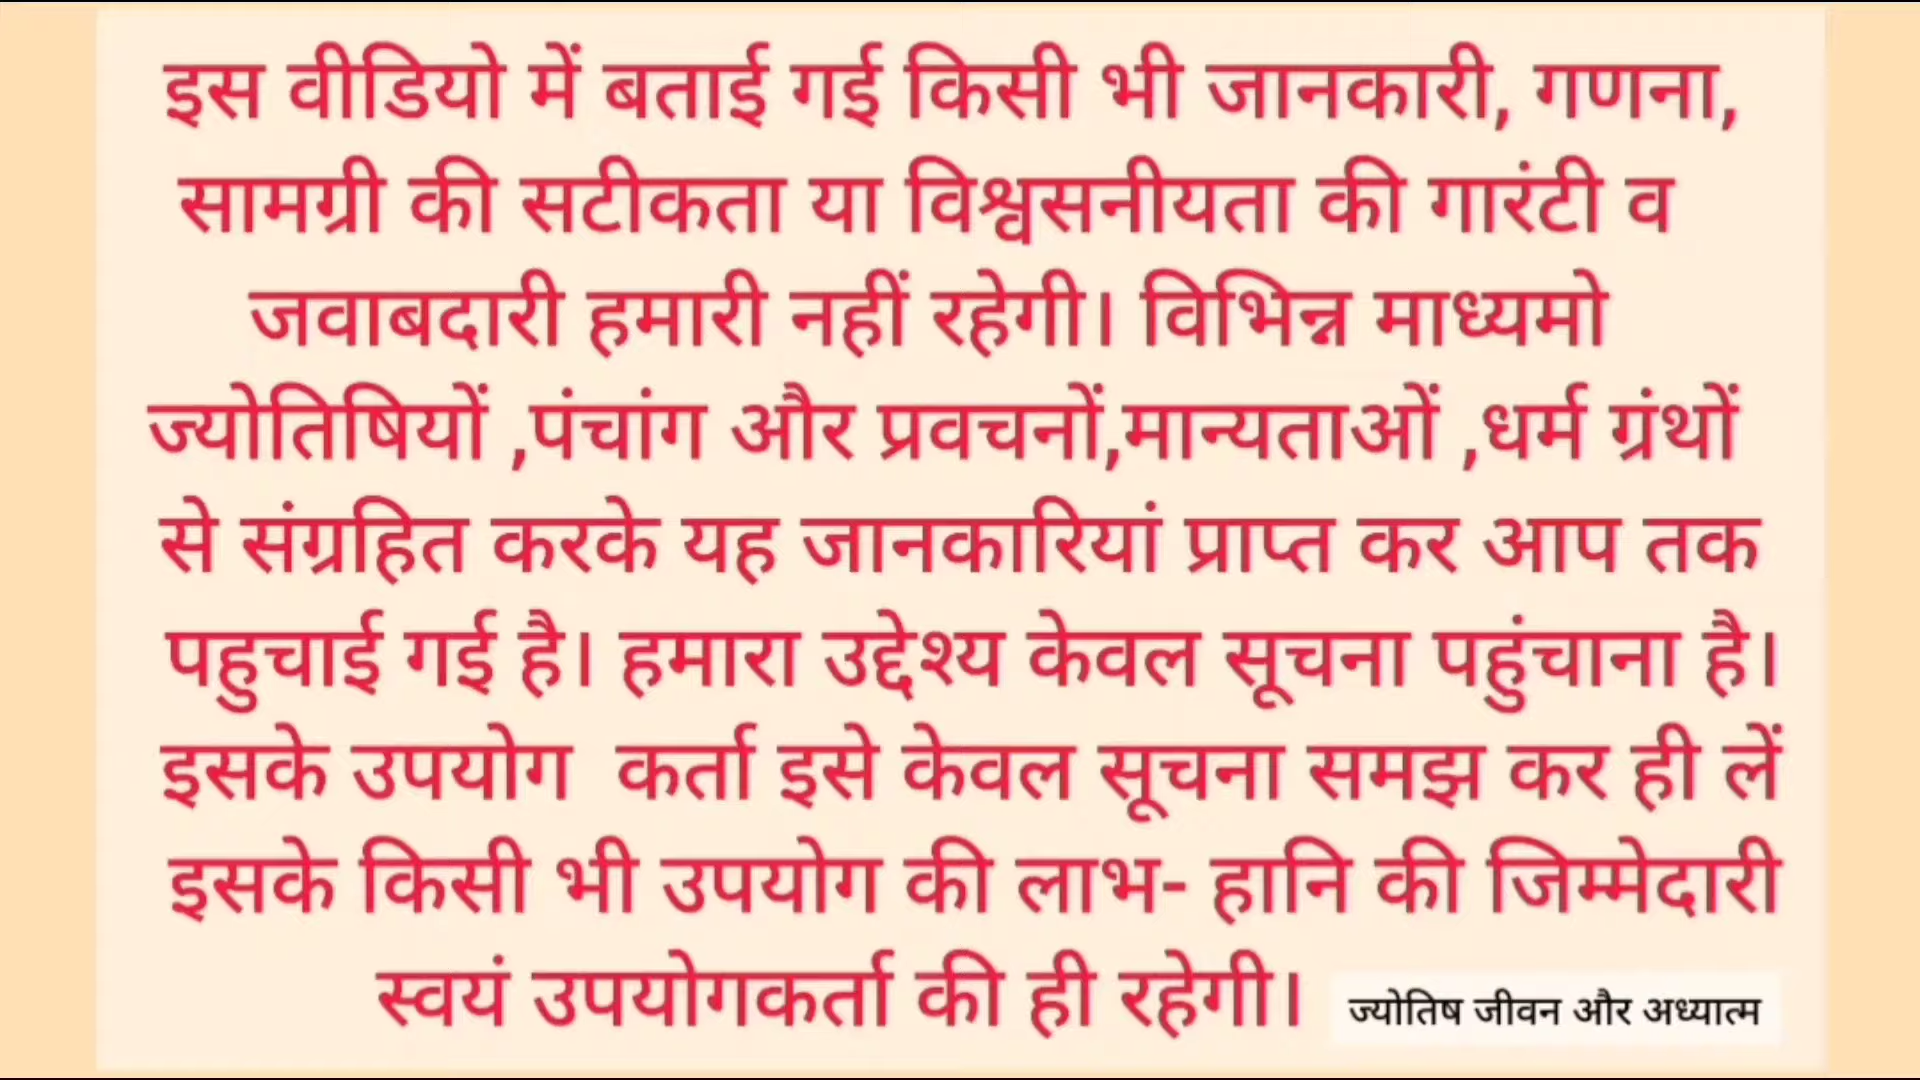 इस वीडियो में बताई गई किसी भी जानकारी, गणना,
सामग्री की सटीकता या विश्वसनीयता की गारंटी व
जवाबदारी हमारी नहीं रहेगी। विभिन्न माध्यमो
ज्योतिषियों ,पंचांग और प्रवचनों,मान्यताओं ,धर्म ग्रंथों
से संग्रहित करके यह जानकारियां प्राप्त कर आप तक
पहुचाई गई है। हमारा उद्देश्य केवल सूचना पहुंचाना है।
इसके उपयोग  कर्ता इसे केवल सूचना समझ कर ही लें
इसके किसी भी उपयोग की लाभ- हानि की जिम्मेदारी
स्वयं उपयोगकर्ता की ही रहेगी।
ज्योतिष जीवन और अध्यात्म